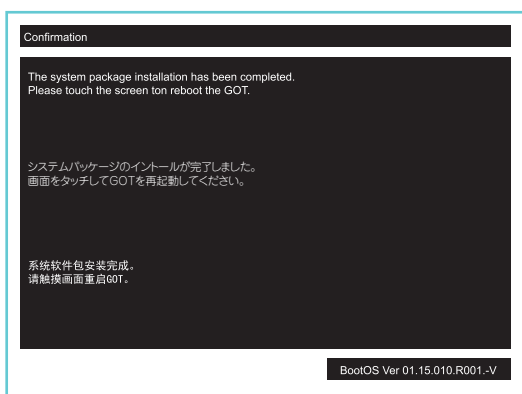 Confirmation
The system package installation has been completed.
Please touch the screen ton reboot the GOT.
システムパッケージのイントールが完了しました。
画面をタッチしてGOTを再起動してください。
系统软件包安装完成。
请触摸画面重启GOT。
BootOS Ver 01.15.010.R001.-V